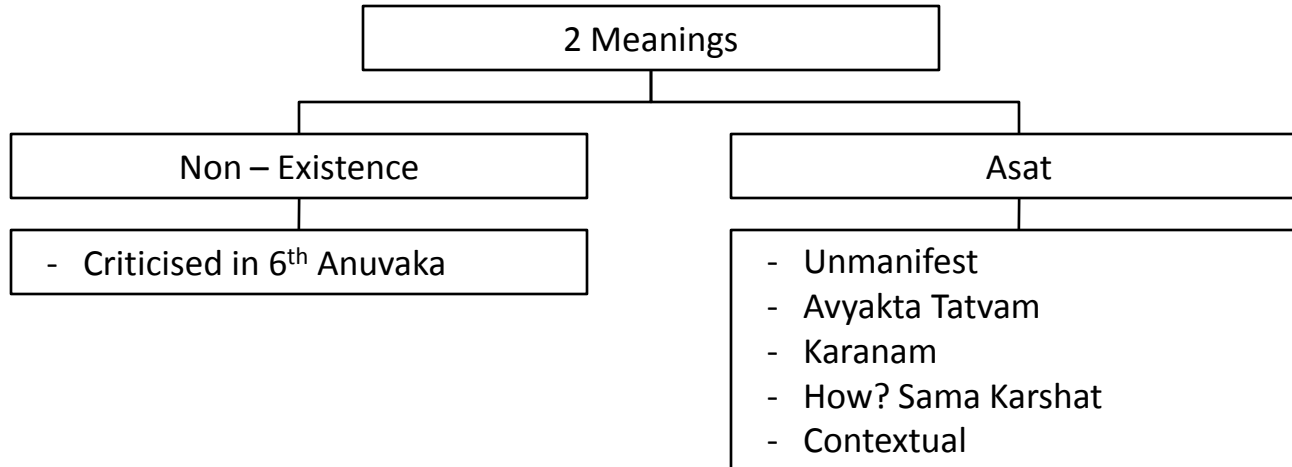 2 Meanings
Non – Existence
- Criticised in 6th Anuvaka
Asat
- Unmanifest
- Avyakta Tatvam
- Karanam
- How? Sama Karshat
- Contextual